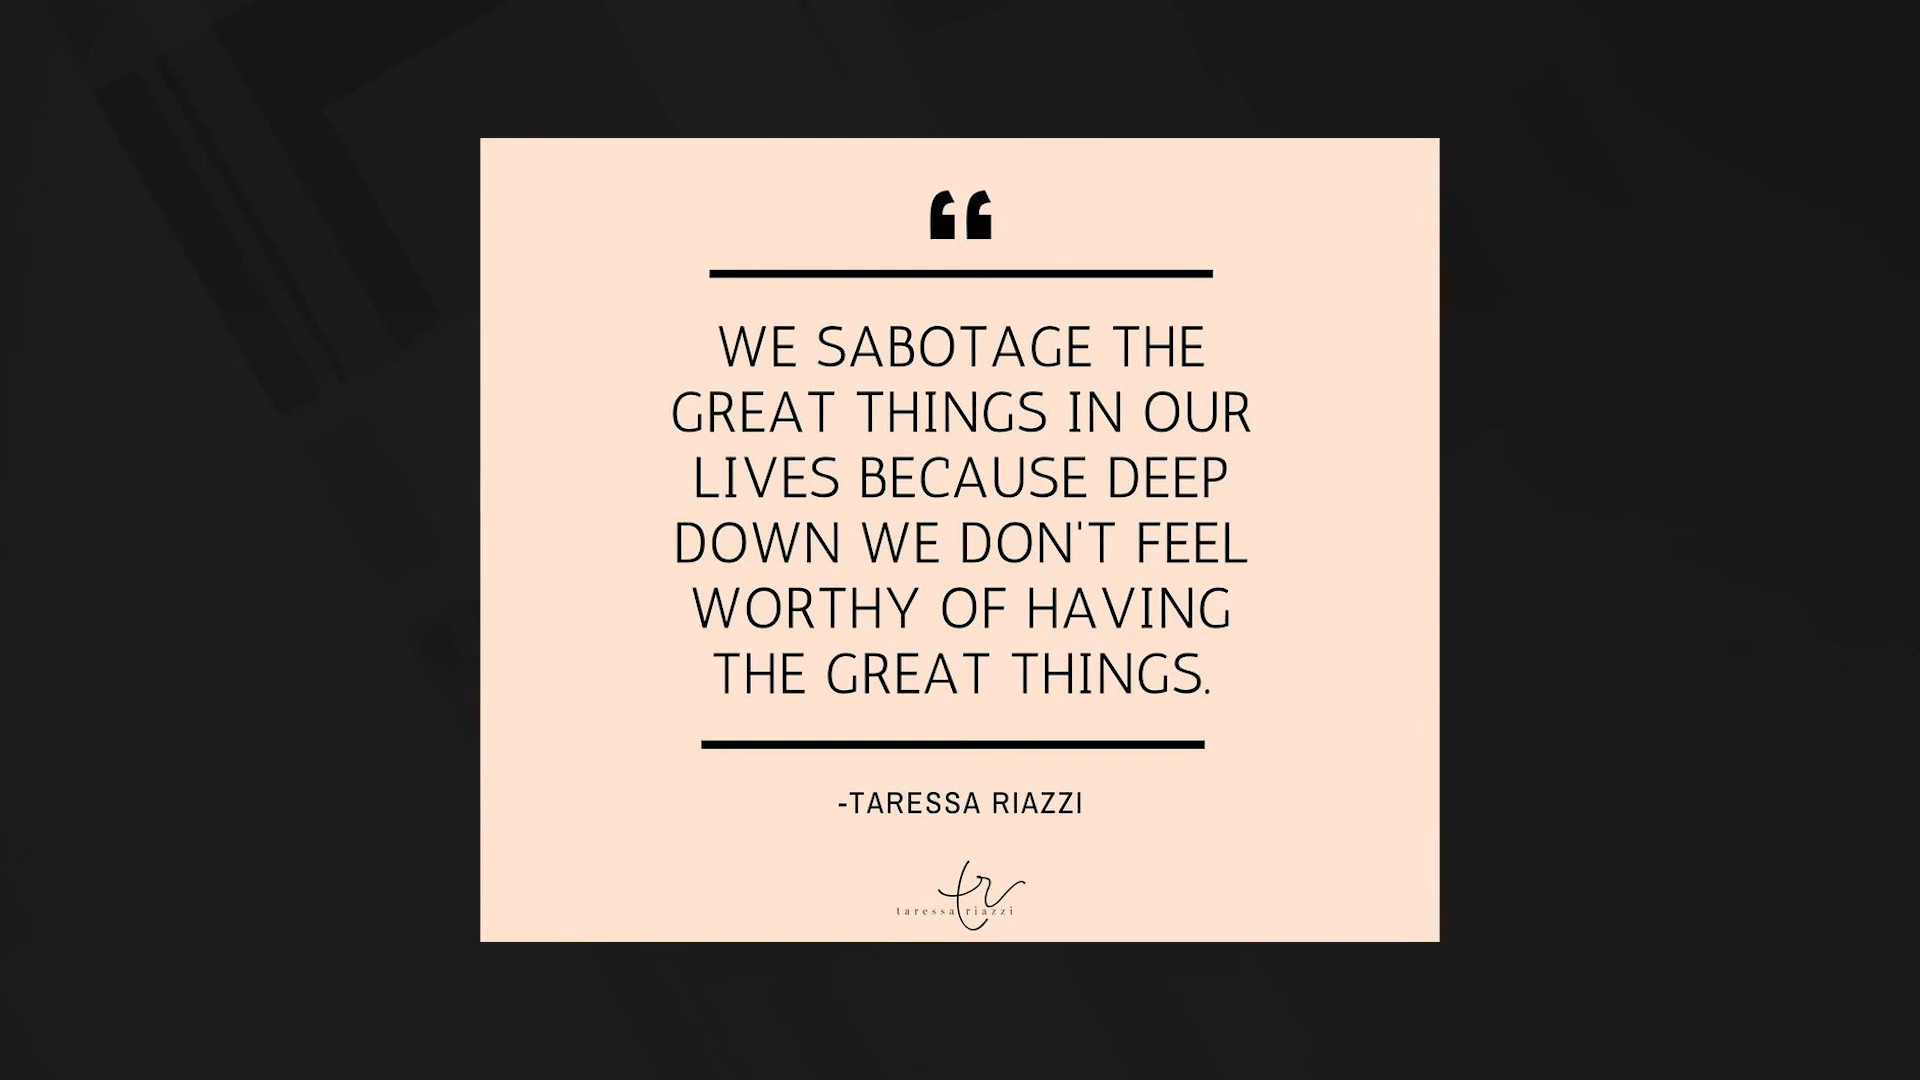 “
WE SABOTAGE THE
GREAT THINGS IN OUR
LIVES BECAUSE DEEP
DOWN WE DON'T FEEL
WORTHY OF HAVING
THE GREAT THINGS.
-TARESSA RIAZZI
tr
taressa riazzi